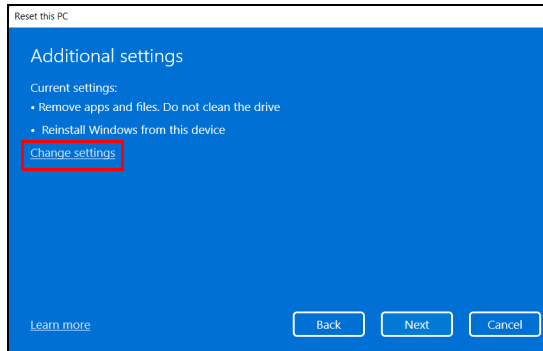 Reset this PC
Additional settings
Current settings:
• Remove apps and files. Do not clean the drive
• Reinstall Windows from this device
Change settings
Learn more
Back
Next
Cancel